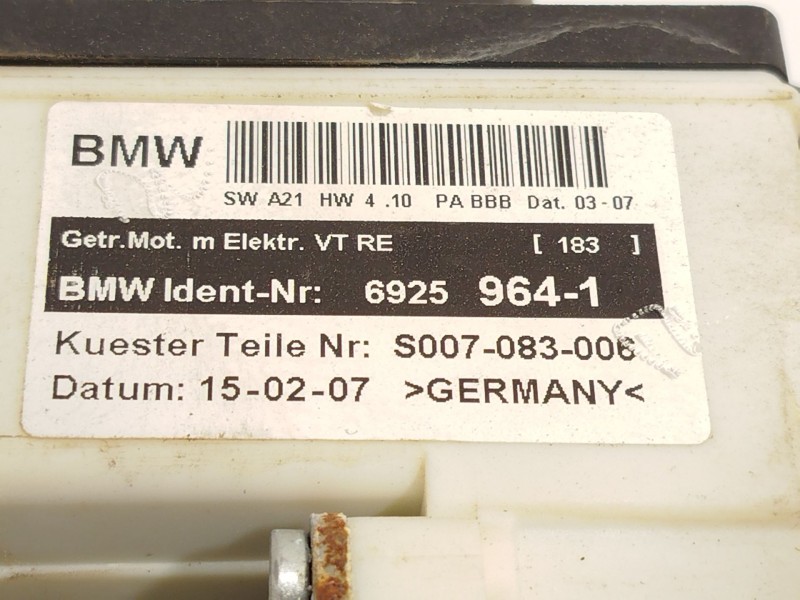 BMW
SW A21 HW 4 .10 PA BBB Dat. 03-07
Getr.Mot. m Elektr. VT RE [ 183 ]
BMW Ident-Nr: 6925 964-1
Kuester Teile Nr: S007-083-006
Datum: 15-02-07 >GERMANY<